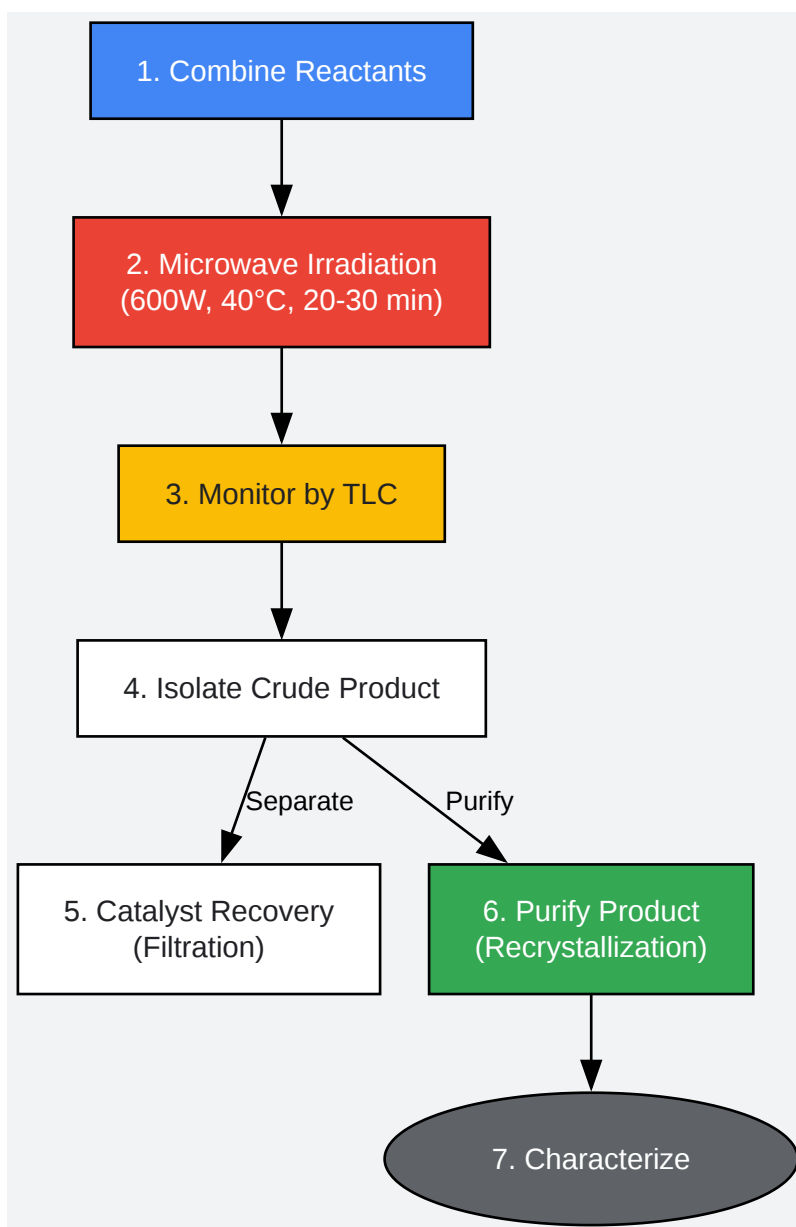 1. Combine Reactants
2. Microwave Irradiation
(600W, 40°C, 20-30 min)
3. Monitor by TLC
4. Isolate Crude Product
Separate
Purify
5. Catalyst Recovery
(Filtration)
6. Purify Product
(Recrystallization)
7. Characterize